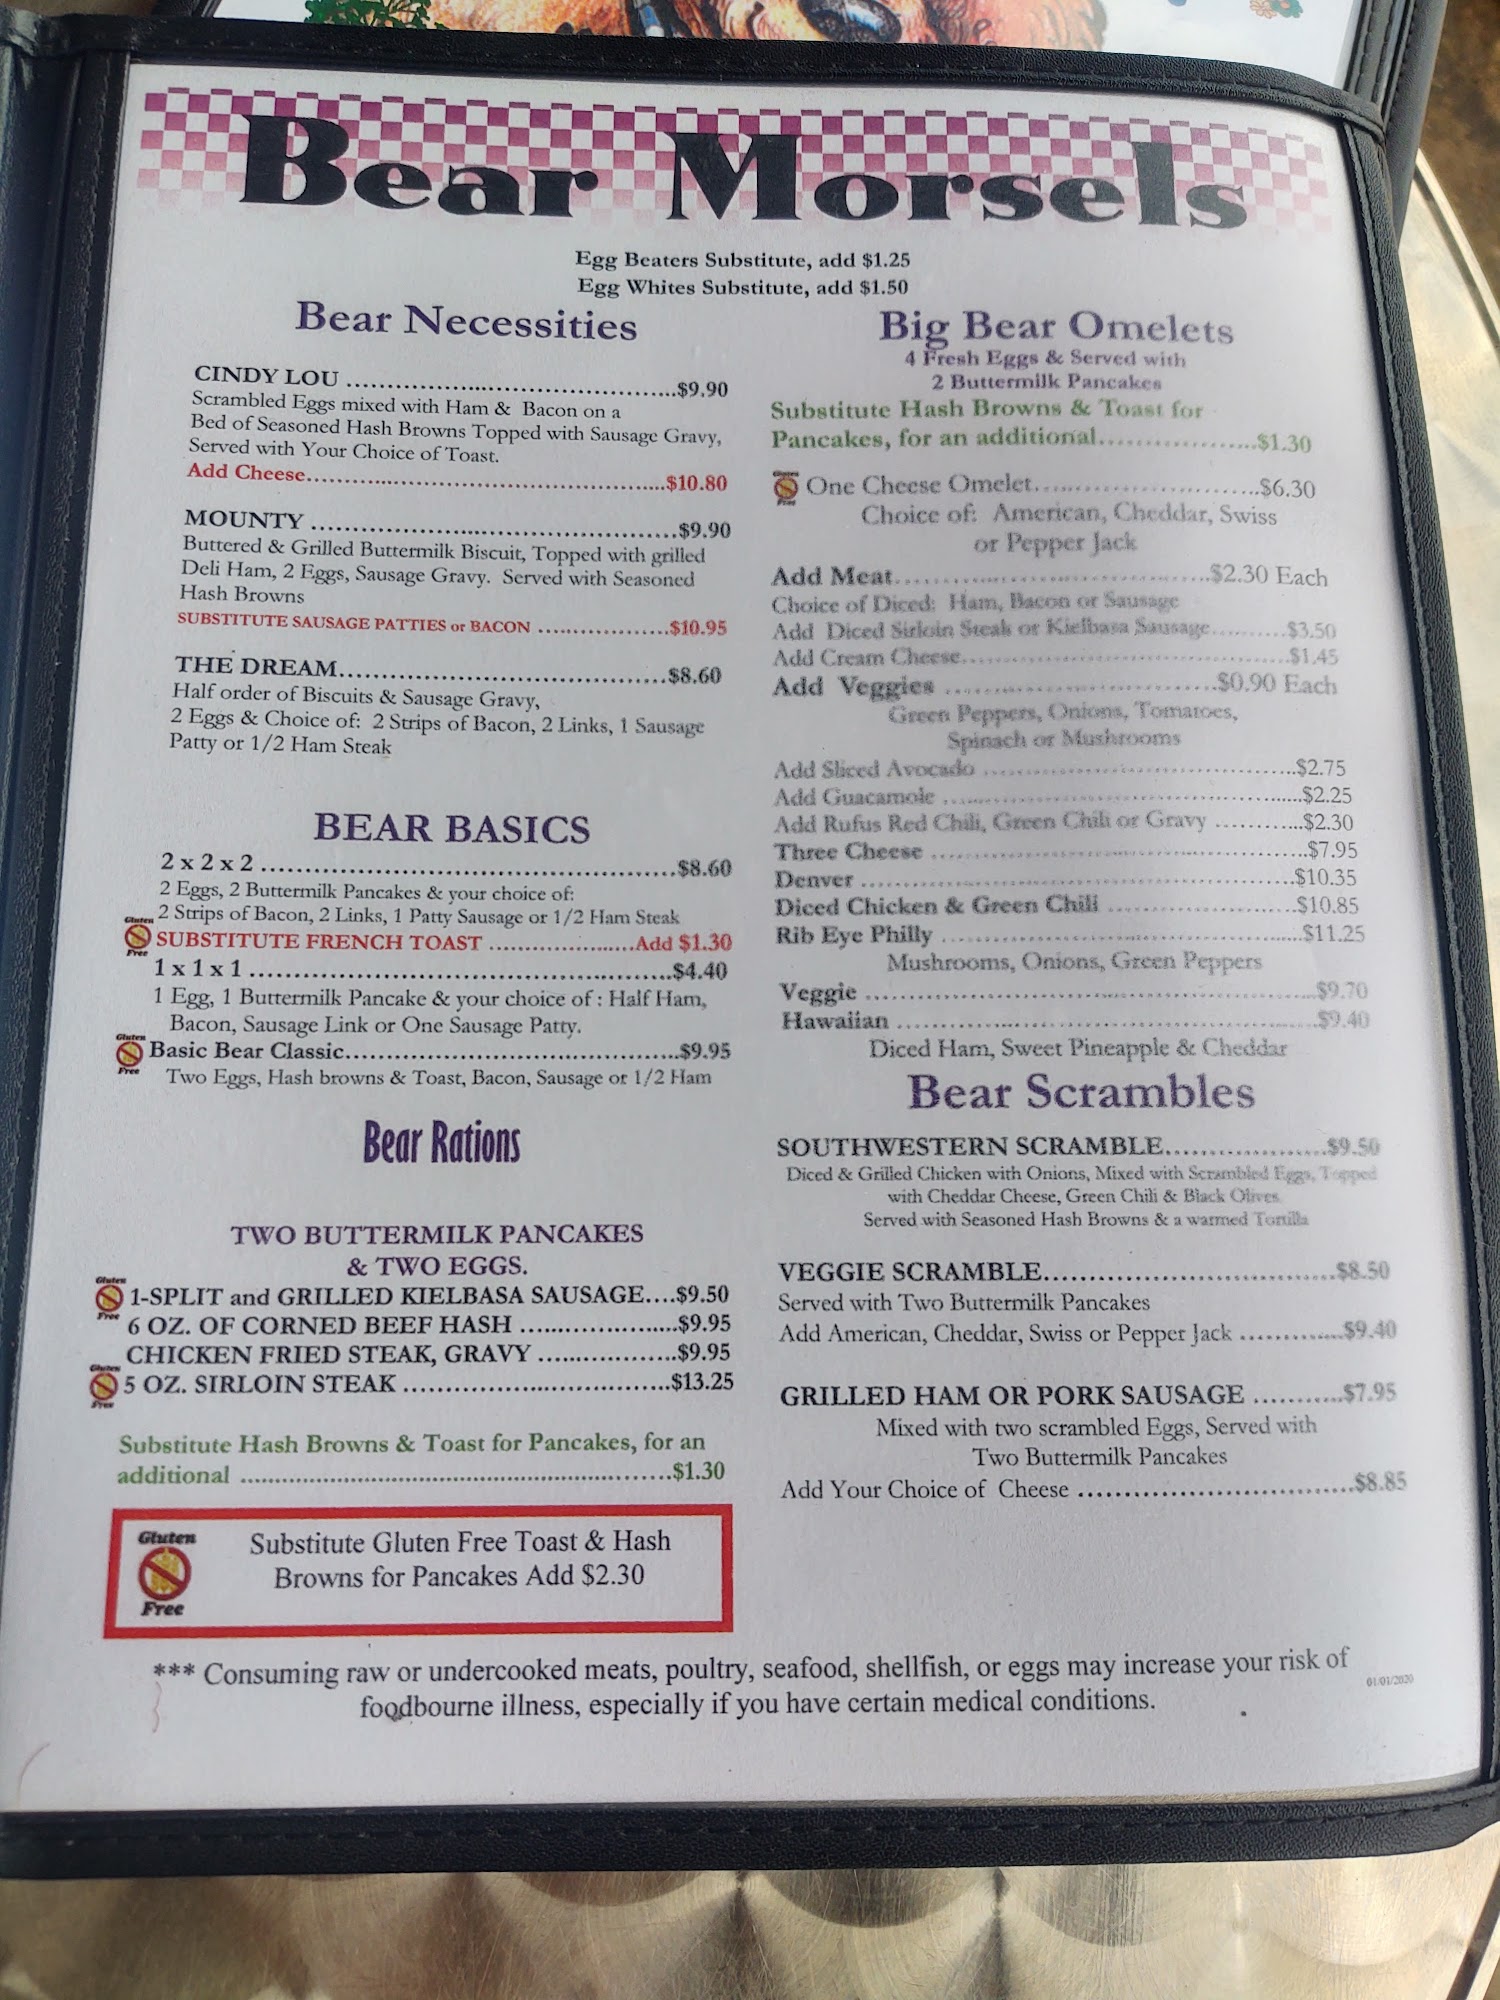 Bear Morsels
Egg Beaters Substitute, add $1.25
Egg Whites Substitute, add $1.50
Bear Necessities
CINDY LOU ........................................$9.90
Scrambled Eggs mixed with Ham & Bacon on a
Bed of Seasoned Hash Browns Topped with Sausage Gravy,
Served with Your Choice of Toast.
Add Cheese............................................$10.80
MOUNTY .............................................$9.90
Buttered & Grilled Buttermilk Biscuit, Topped with grilled
Deli Ham, 2 Eggs, Sausage Gravy. Served with Seasoned
Hash Browns
SUBSTITUTE SAUSAGE PATTIES or BACON ..................$10.95
THE DREAM........................................$8.60
Half order of Biscuits & Sausage Gravy,
2 Eggs & Choice of: 2 Strips of Bacon, 2 Links, 1 Sausage
Patty or 1/2 Ham Steak
BEAR BASICS
2 x 2 x 2 ..................................................$8.60
2 Eggs, 2 Buttermilk Pancakes & your choice of:
2 Strips of Bacon, 2 Links, 1 Patty Sausage or 1/2 Ham Steak
Gluten Free SUBSTITUTE FRENCH TOAST ....................Add $1.30
1 x 1 x 1 ...................................................$4.40
1 Egg, 1 Buttermilk Pancake & your choice of : Half Ham,
Bacon, Sausage Link or One Sausage Patty.
Gluten Free Basic Bear Classic.........................................$9.95
Two Eggs, Hash browns & Toast, Bacon, Sausage or 1/2 Ham
Bear Rations
TWO BUTTERMILK PANCAKES
& TWO EGGS.
Gluten Free 1-SPLIT and GRILLED KIELBASA SAUSAGE....$9.50
6 OZ. OF CORNED BEEF HASH ......................$9.95
CHICKEN FRIED STEAK, GRAVY ...................$9.95
Gluten Free 5 OZ. SIRLOIN STEAK ..................................$13.25
Substitute Hash Browns & Toast for Pancakes, for an
additional ........................................................$1.30
Gluten Free
Substitute Gluten Free Toast & Hash
Browns for Pancakes Add $2.30
Big Bear Omelets
4 Fresh Eggs & Served with
2 Buttermilk Pancakes
Substitute Hash Browns & Toast for
Pancakes, for an additional....................$1.30
Gluten Free One Cheese Omelet...........................$6.30
Choice of: American, Cheddar, Swiss
or Pepper Jack
Add Meat......................................$2.30 Each
Choice of Diced: Ham, Bacon or Sausage
Add Diced Sirloin Steak or Kielbasa Sausage..........$3.50
Add Cream Cheese.........................................$1.45
Add Veggies ................................$0.90 Each
Green Peppers, Onions, Tomatoes,
Spinach or Mushrooms
Add Sliced Avocado ......................................$2.75
Add Guacamole ............................................$2.25
Add Rufus Red Chili, Green Chili or Gravy ............$2.30
Three Cheese ...............................................$7.95
Denver .....................................................$10.35
Diced Chicken & Green Chili ......................$10.85
Rib Eye Philly ............................................$11.25
Mushrooms, Onions, Green Peppers
Veggie ......................................................$9.70
Hawaiian ..................................................$9.40
Diced Ham, Sweet Pineapple & Cheddar
Bear Scrambles
SOUTHWESTERN SCRAMBLE....................$9.50
Diced & Grilled Chicken with Onions, Mixed with Scrambled Eggs, Topped
with Cheddar Cheese, Green Chili & Black Olives
Served with Seasoned Hash Browns & a warmed Tortilla
VEGGIE SCRAMBLE...................................$8.50
Served with Two Buttermilk Pancakes
Add American, Cheddar, Swiss or Pepper Jack .............$9.40
GRILLED HAM OR PORK SAUSAGE ...........$7.95
Mixed with two scrambled Eggs, Served with
Two Buttermilk Pancakes
Add Your Choice of Cheese ................................$8.85
*** Consuming raw or undercooked meats, poultry, seafood, shellfish, or eggs may increase your risk of
foodbourne illness, especially if you have certain medical conditions.
01/01/2020